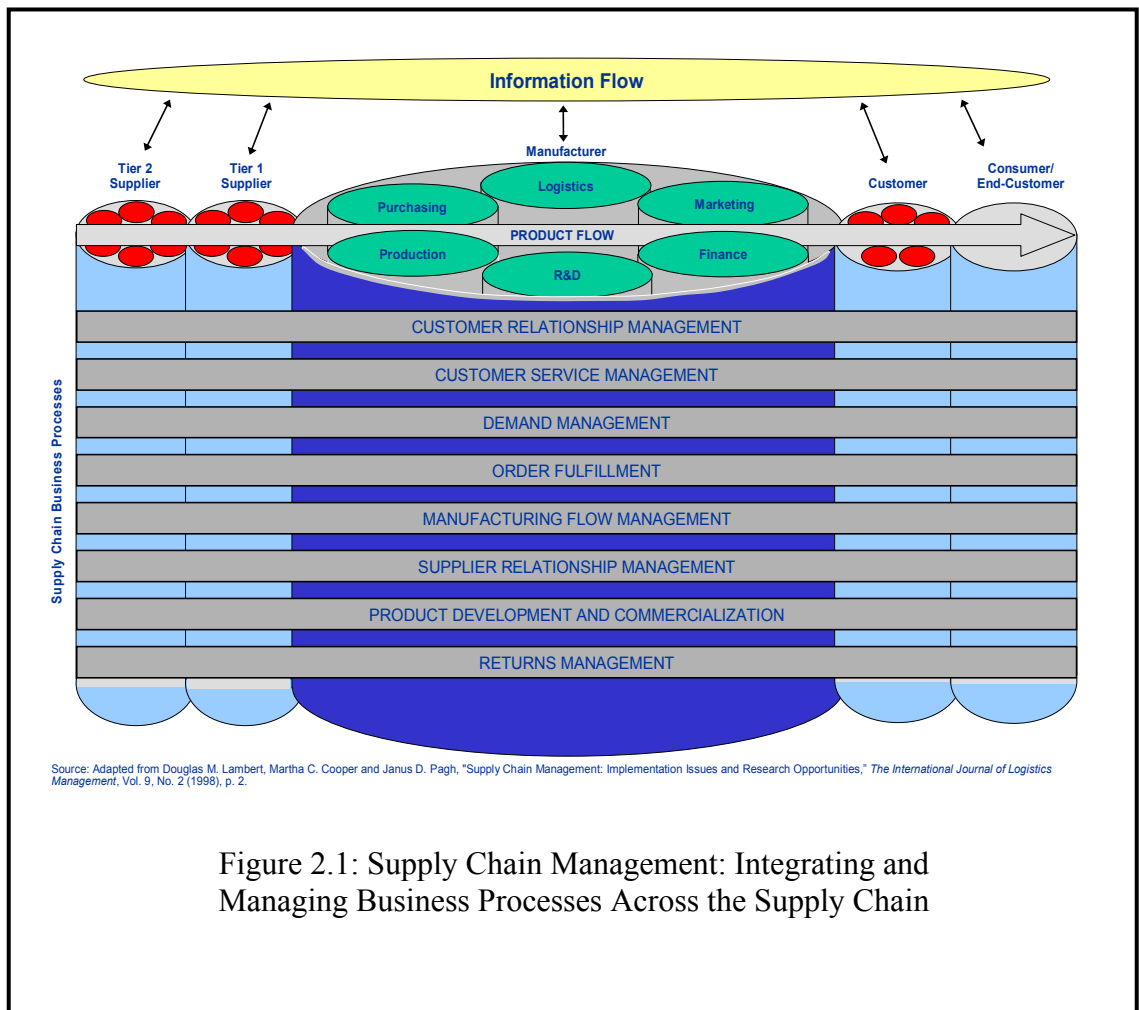 Information Flow
Manufacturer
Tier 2
Supplier
Tier 1
Supplier
Customer
Consumer/
End-Customer
Logistics
Purchasing
Marketing
PRODUCT FLOW
Production
Finance
R&D
Supply Chain Business Processes
CUSTOMER RELATIONSHIP MANAGEMENT
CUSTOMER SERVICE MANAGEMENT
DEMAND MANAGEMENT
ORDER FULFILLMENT
MANUFACTURING FLOW MANAGEMENT
SUPPLIER RELATIONSHIP MANAGEMENT
PRODUCT DEVELOPMENT AND COMMERCIALIZATION
RETURNS MANAGEMENT
Source: Adapted from Douglas M. Lambert, Martha C. Cooper and Janus D. Pagh, "Supply Chain Management: Implementation Issues and Research Opportunities," The International Journal of Logistics
Management, Vol. 9, No. 2 (1998), p. 2.
Figure 2.1: Supply Chain Management: Integrating and
Managing Business Processes Across the Supply Chain